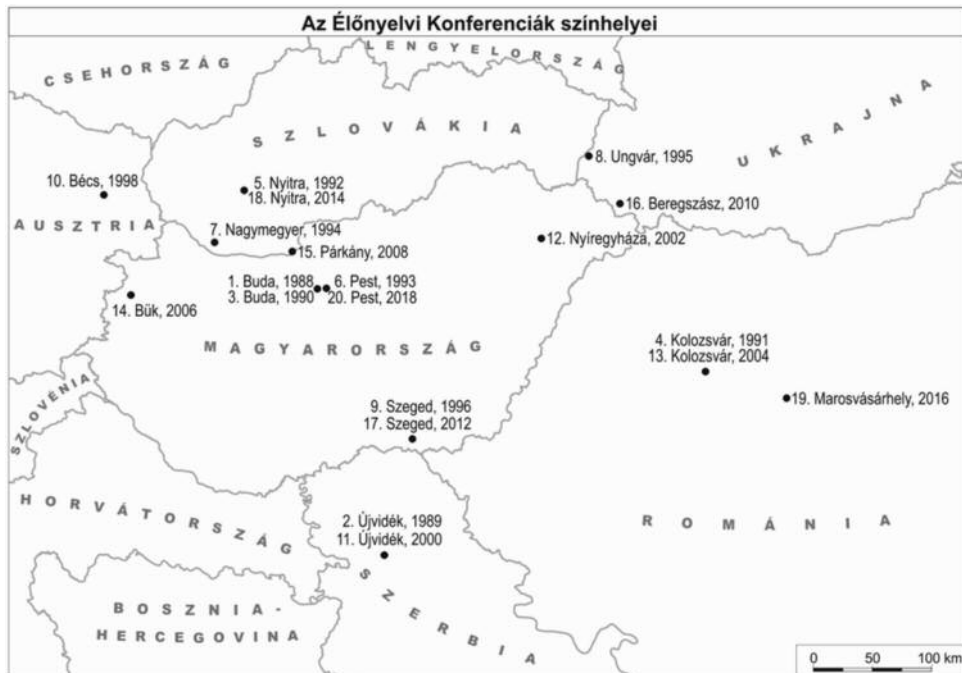 Az Élőnyelvi Konferenciák színhelyei
LENGYELORSZÁG
CSEHORSZÁG
SZLOVÁKIA
UKRAJNA
8. Ungvár, 1995
10. Bécs, 1998
5. Nyitra, 1992
18. Nyitra, 2014
16. Beregszász, 2010
AUSZTRIA
7. Nagymegyer, 1994
15. Párkány, 2008
12. Nyíregyháza, 2002
1. Buda, 1988
3. Buda, 1990
6. Pest, 1993
20. Pest, 2018
14. Bük, 2006
MAGYARORSZÁG
4. Kolozsvár, 1991
13. Kolozsvár, 2004
19. Marosvásárhely, 2016
SZLOVÉNIA
9. Szeged, 1996
17. Szeged, 2012
HORVÁTORSZÁG
2. Újvidék, 1989
11. Újvidék, 2000
ROMÁNIA
SZERBIA
BOSZNIA-
HERCEGOVINA
0 50 100 km